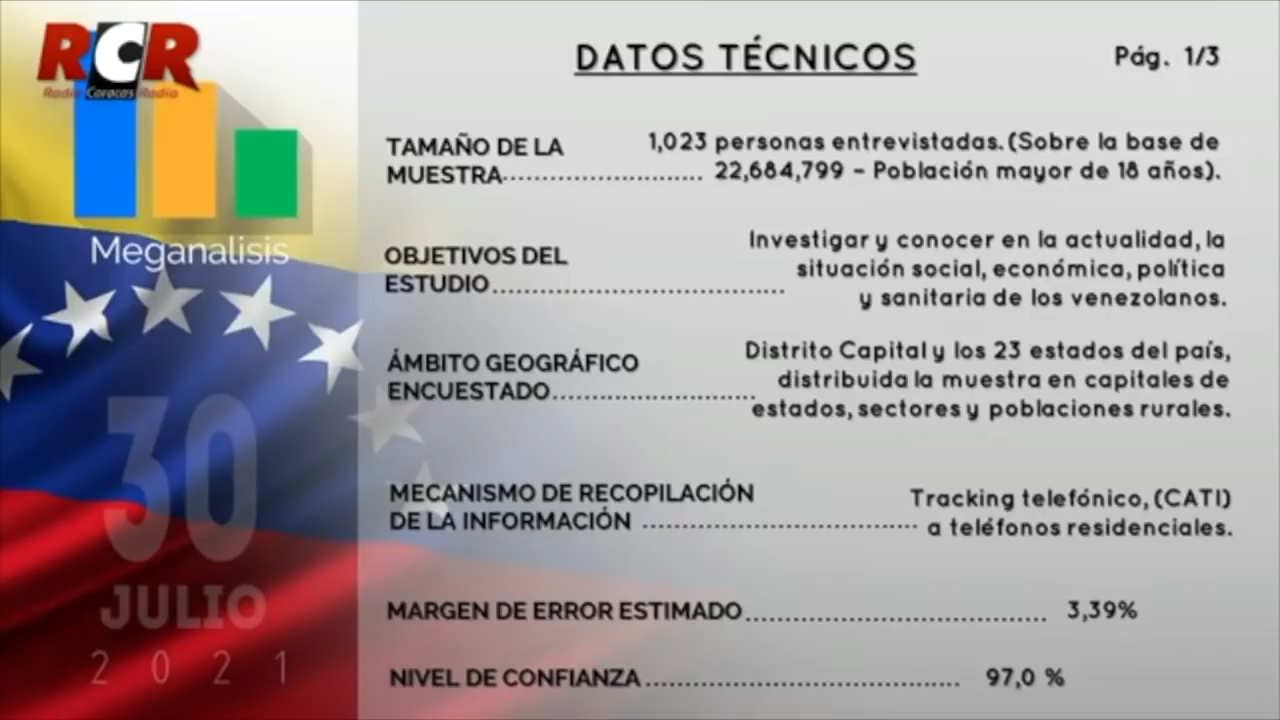 RCR
Radio Caracas Radio
Meganalisis
30
JULIO
2021
DATOS TÉCNICOS
Pág. 1/3
TAMAÑO DE LA
MUESTRA
1,023 personas entrevistadas. (Sobre la base de
22,684,799 – Población mayor de 18 años).
OBJETIVOS DEL
ESTUDIO
Investigar y conocer en la actualidad, la
situación social, económica, política
y sanitaria de los venezolanos.
ÁMBITO GEOGRÁFICO
ENCUESTADO
Distrito Capital y los 23 estados del país,
distribuida la muestra en capitales de
estados, sectores y poblaciones rurales.
MECANISMO DE RECOPILACIÓN
DE LA INFORMACIÓN
Tracking telefónico, (CATI)
a teléfonos residenciales.
MARGEN DE ERROR ESTIMADO 3,39%
NIVEL DE CONFIANZA 97,0 %